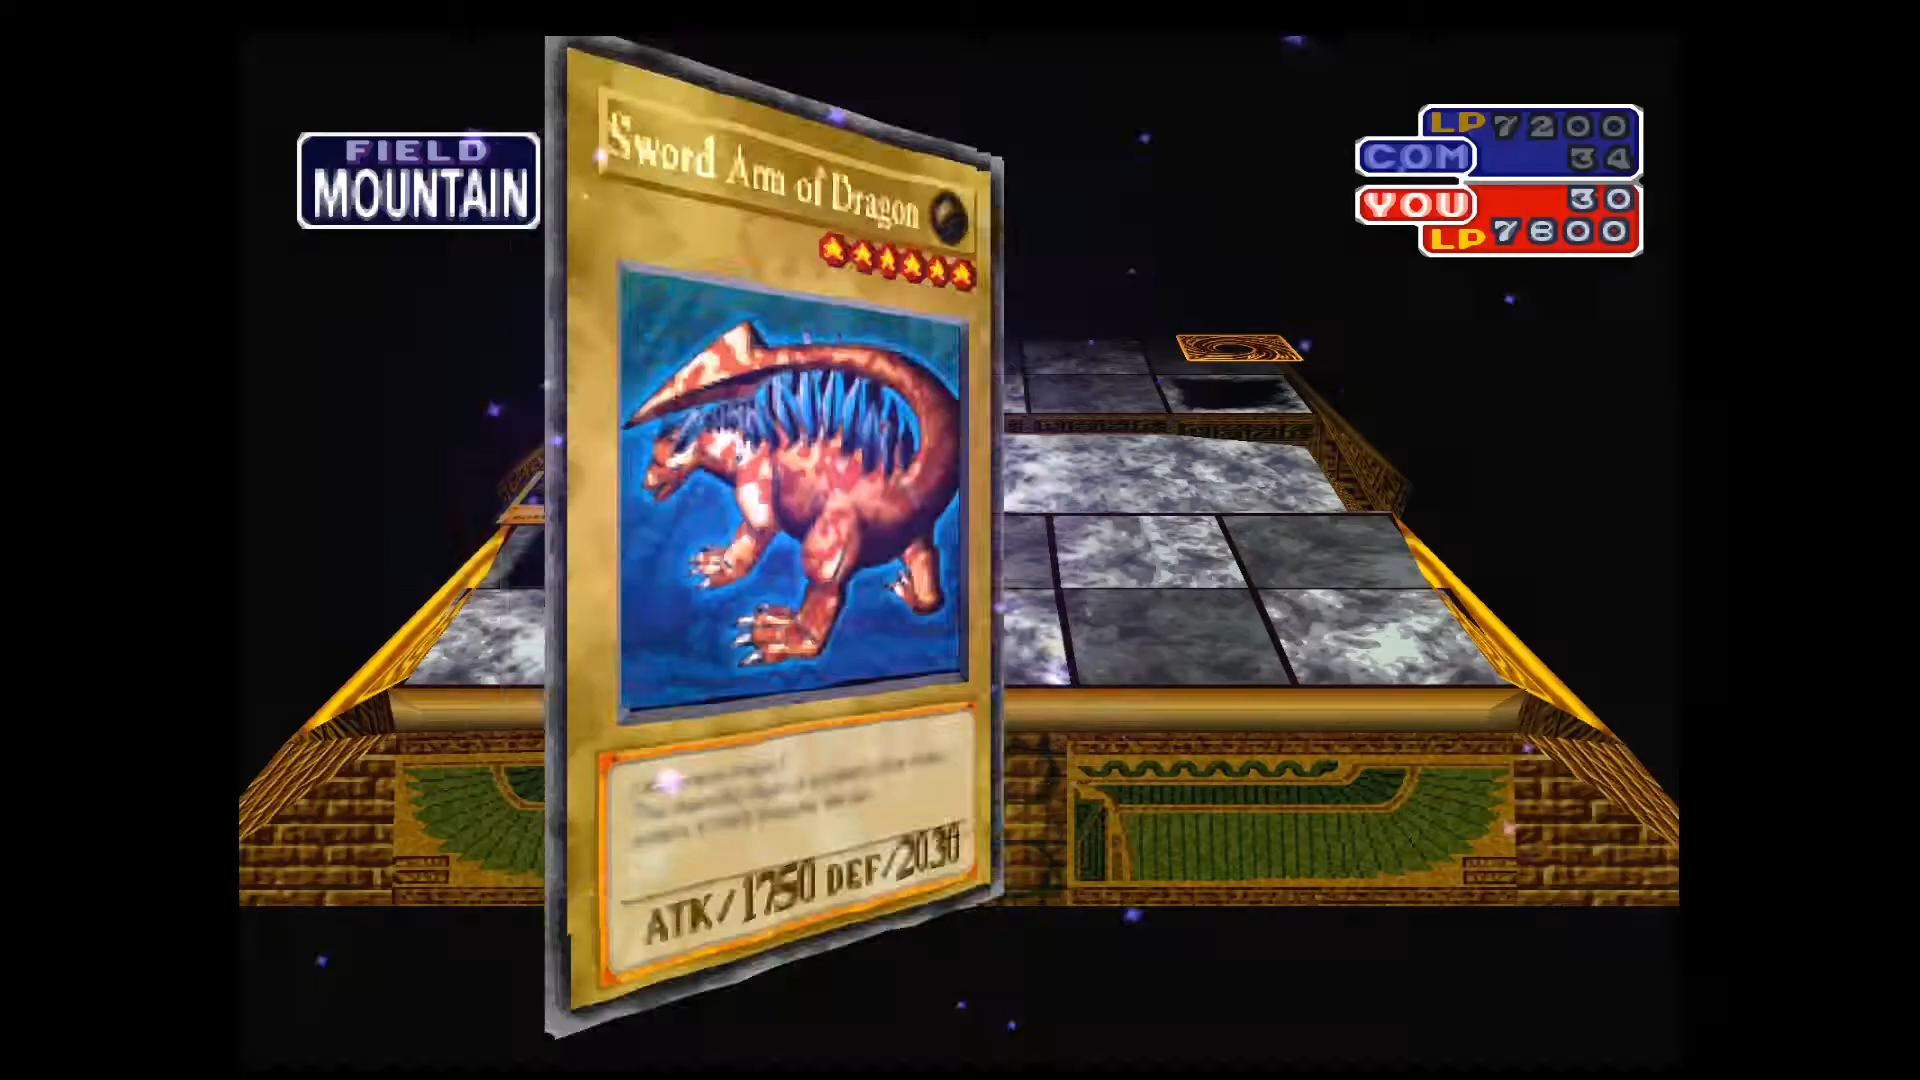 FIELD
MOUNTAIN
Sword Arm of Dragon
LP 7200
COM 34
YOU 30
LP 7800
ATK/1750 DEF/2030